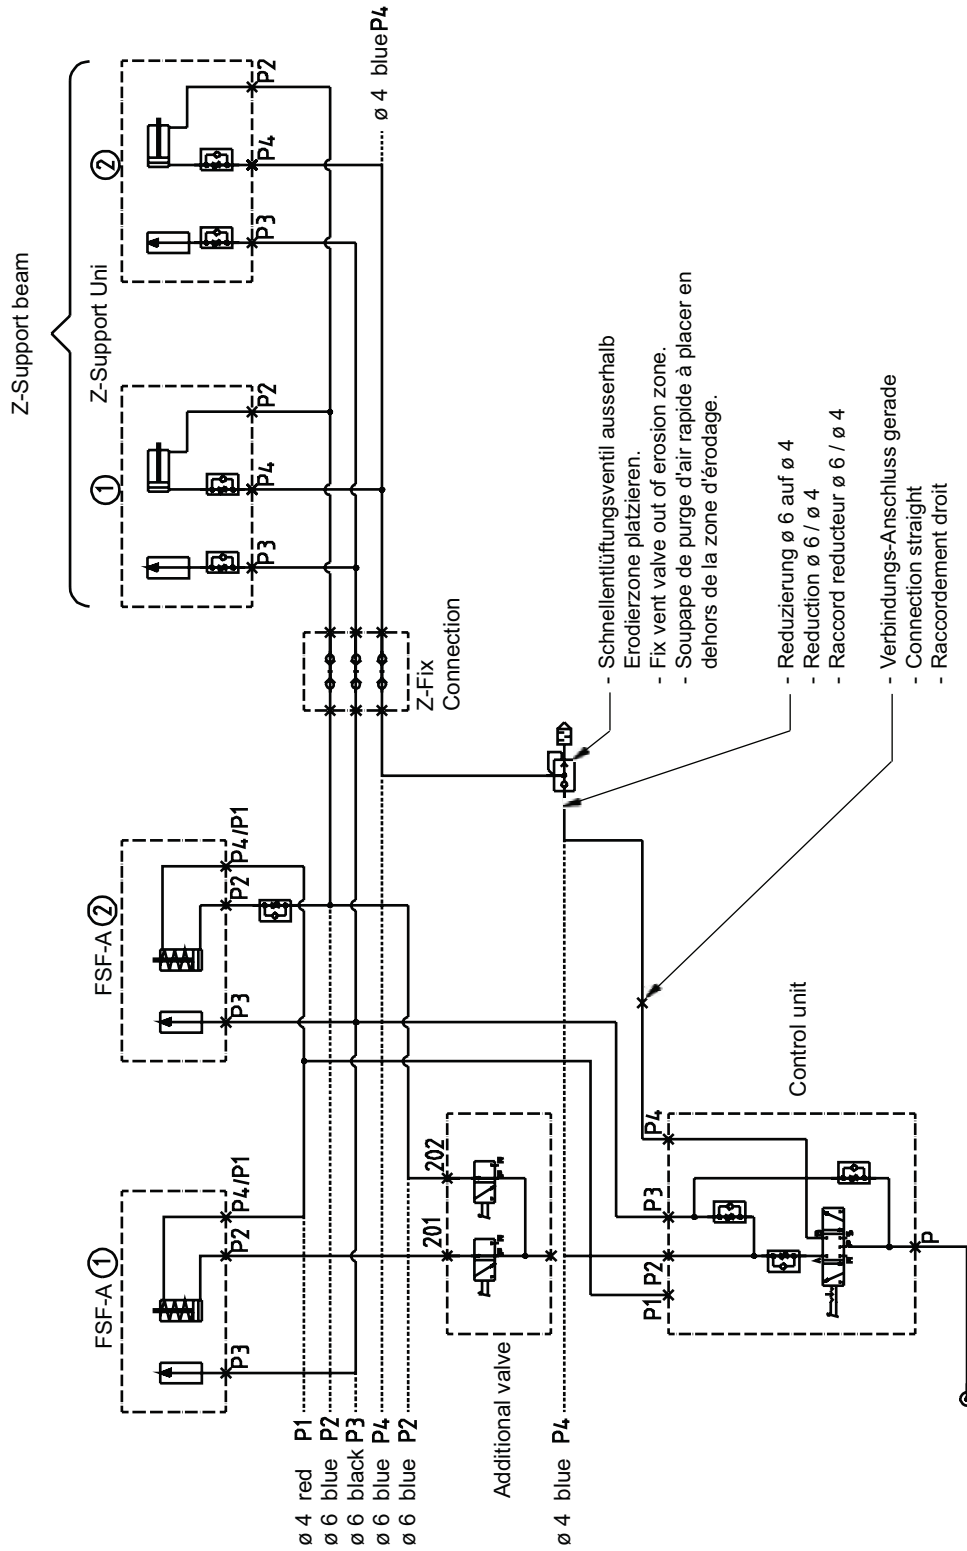 Z-Support beam
Z-Support Uni
1
2
P3
P4
P2
P3
P4
P2
ø 4 blue P4
Z-Fix
Connection
FSF-A 1
FSF-A 2
P3
P2
P4/P1
P3
P2
P4/P1
ø 4 red P1
ø 6 blue P2
ø 6 black P3
ø 6 blue P4
ø 6 blue P2
201
202
Additional valve
ø 4 blue P4
- Schnellentlüftungsventil ausserhalb
Erodierzone platzieren.
- Fix vent valve out of erosion zone.
- Soupape de purge d'air rapide à placer en
dehors de la zone d'érodage.
- Reduzierung ø 6 auf ø 4
- Reduction ø 6 / ø 4
- Raccord reducteur ø 6 / ø 4
- Verbindungs-Anschluss gerade
- Connection straight
- Raccordement droit
P1
P2
P3
P4
Control unit
P